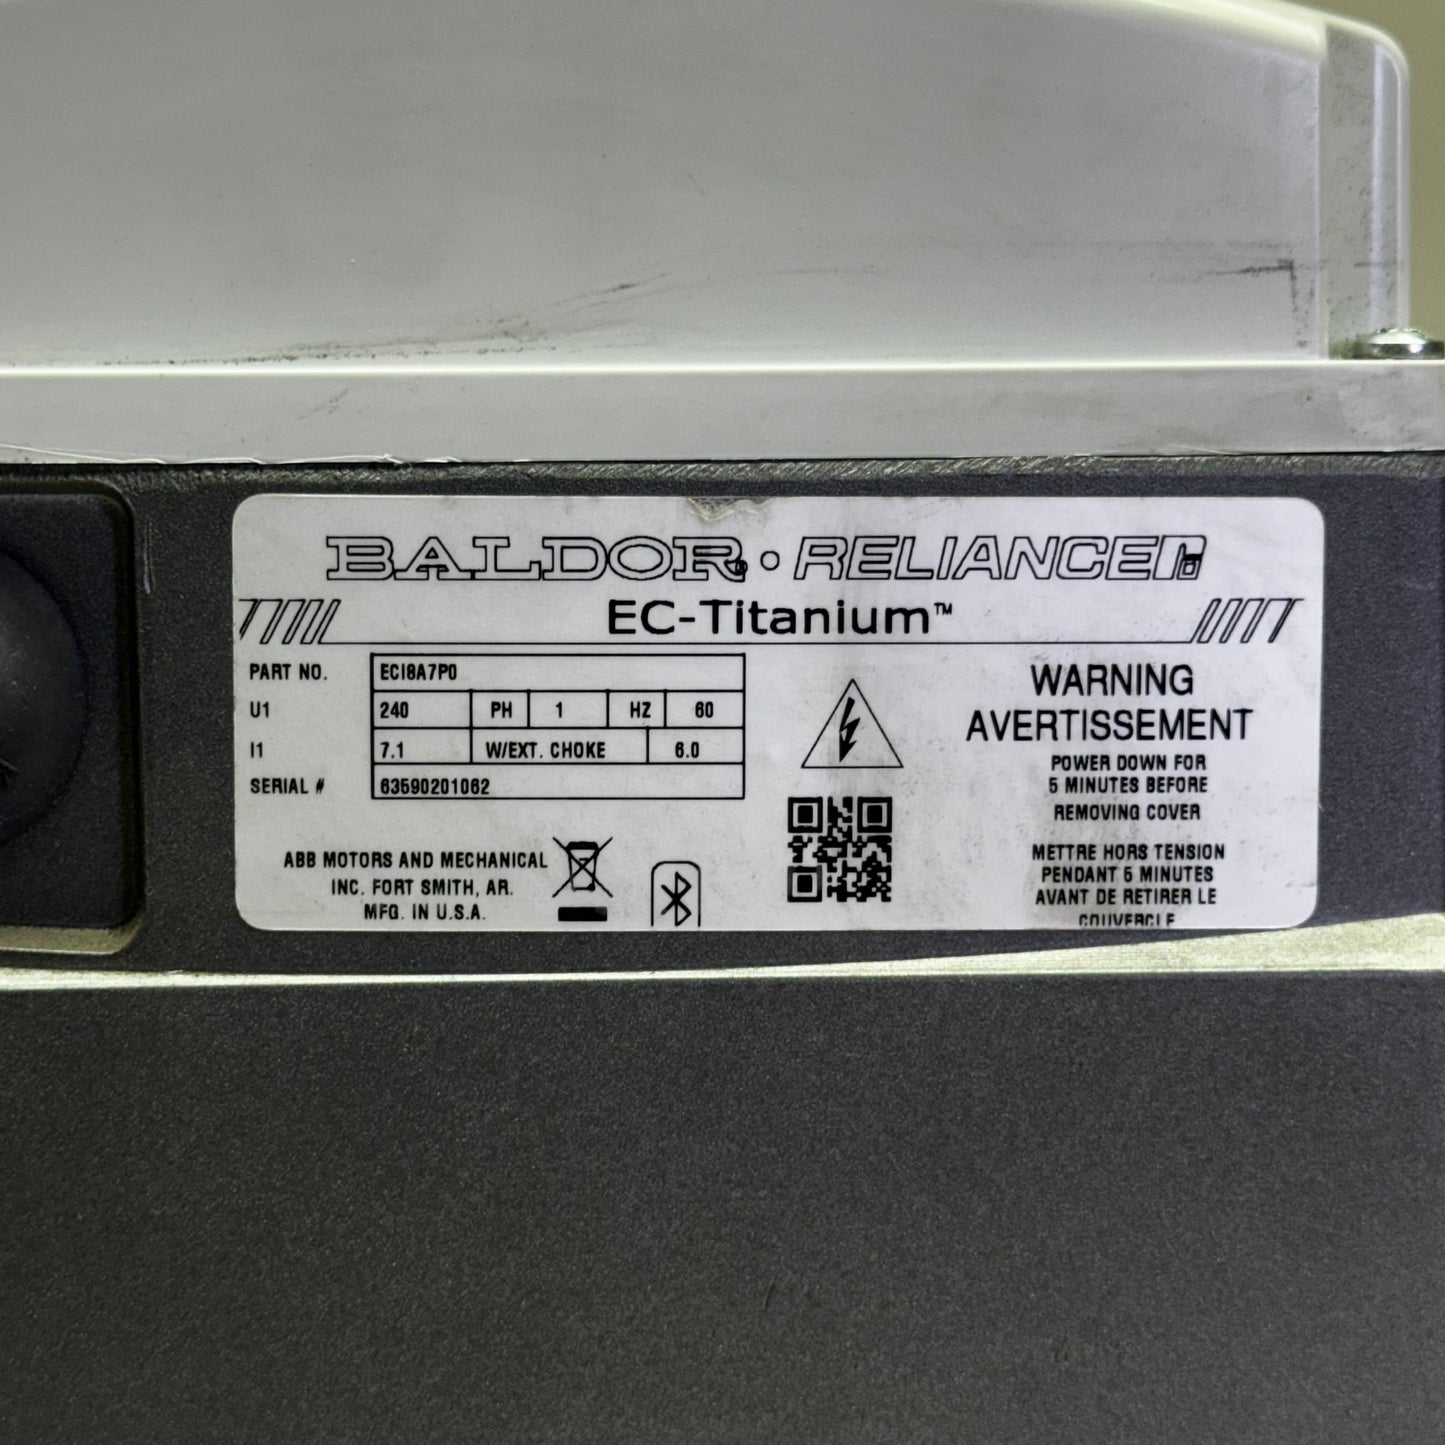 BALDOR® • RELIANCE
EC-Titanium™
PART NO. ECI8A7P0
U1 240 PH 1 HZ 60
I1 7.1 W/EXT. CHOKE 6.0
SERIAL # 63590201062
ABB MOTORS AND MECHANICAL
INC. FORT SMITH, AR.
MFG. IN U.S.A.
WARNING
AVERTISSEMENT
POWER DOWN FOR
5 MINUTES BEFORE
REMOVING COVER
METTRE HORS TENSION
PENDANT 5 MINUTES
AVANT DE RETIRER LE
COUVERCLE